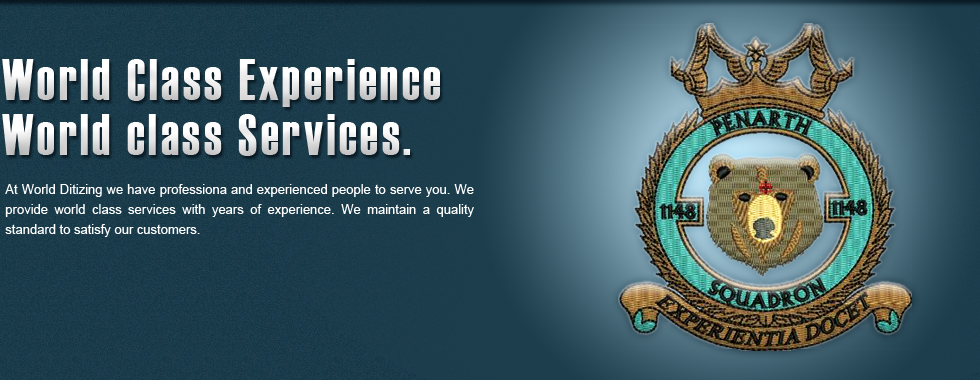 World Class Experience
World class Services.
At World Ditizing we have professiona and experienced people to serve you. We
provide world class services with years of experience. We maintain a quality
standard to satisfy our customers.
PENARTH
1148 1148
SQUADRON
EXPERIENTIA DOCET